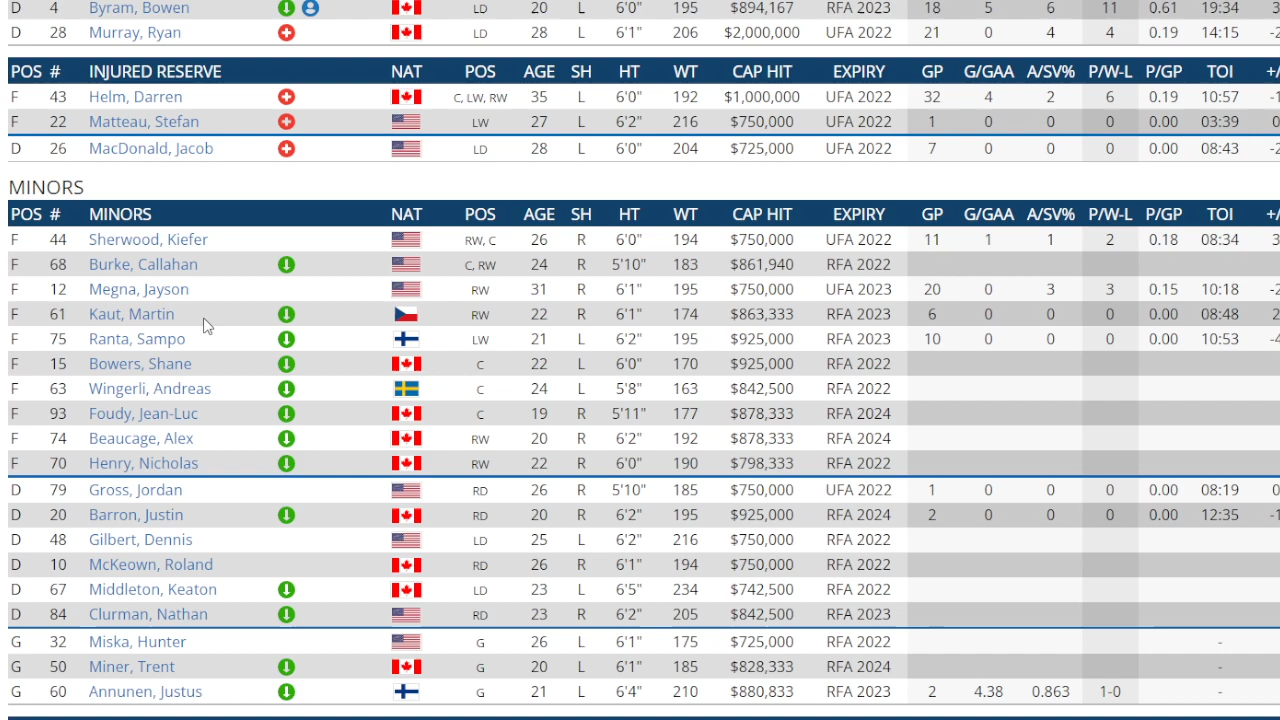 D 4 Byram, Bowen LD 20 L 6'0" 195 $894,167 RFA 2023 18 5 6 11 0.61 19:34
D 28 Murray, Ryan LD 28 L 6'1" 206 $2,000,000 UFA 2022 21 0 4 4 0.19 14:15 -2
POS # INJURED RESERVE NAT POS AGE SH HT WT CAP HIT EXPIRY GP G/GAA A/SV% P/W-L P/GP TOI +/
F 43 Helm, Darren C, LW, RW 35 L 6'0" 192 $1,000,000 UFA 2022 32 4 2 6 0.19 10:57 -1
F 22 Matteau, Stefan LW 27 L 6'2" 216 $750,000 UFA 2022 1 0 0 0 0.00 03:39
D 26 MacDonald, Jacob LD 28 L 6'0" 204 $725,000 UFA 2022 7 0 0 0 0.00 08:43 -2
MINORS
POS # MINORS NAT POS AGE SH HT WT CAP HIT EXPIRY GP G/GAA A/SV% P/W-L P/GP TOI +/
F 44 Sherwood, Kiefer RW, C 26 R 6'0" 194 $750,000 UFA 2022 11 1 1 2 0.18 08:34 3
F 68 Burke, Callahan C, RW 24 R 5'10" 183 $861,940 RFA 2022
F 12 Megna, Jayson RW 31 R 6'1" 195 $750,000 UFA 2023 20 0 3 3 0.15 10:18 -2
F 61 Kaut, Martin RW 22 R 6'1" 174 $863,333 RFA 2023 6 0 0 0 0.00 08:48
F 75 Ranta, Sampo LW 21 L 6'2" 195 $925,000 RFA 2023 10 0 0 0 0.00 10:53 -4
F 15 Bowers, Shane C 22 L 6'0" 170 $925,000 RFA 2022
F 63 Wingerli, Andreas C 24 L 5'8" 163 $842,500 RFA 2022
F 93 Foudy, Jean-Luc C 19 R 5'11" 177 $878,333 RFA 2024
F 74 Beaucage, Alex RW 20 R 6'2" 192 $878,333 RFA 2024
F 70 Henry, Nicholas RW 22 R 6'0" 190 $798,333 RFA 2022
D 79 Gross, Jordan RD 26 R 5'10" 185 $750,000 UFA 2022 1 0 0 0 0.00 08:19 0
D 20 Barron, Justin RD 20 R 6'2" 195 $925,000 RFA 2024 2 0 0 0 0.00 12:35 -1
D 48 Gilbert, Dennis LD 25 L 6'2" 216 $750,000 RFA 2022
D 10 McKeown, Roland RD 26 R 6'1" 194 $750,000 RFA 2022
D 67 Middleton, Keaton LD 23 L 6'5" 234 $742,500 RFA 2022
D 84 Clurman, Nathan RD 23 R 6'2" 205 $842,500 RFA 2023
G 32 Miska, Hunter G 26 L 6'1" 175 $725,000 RFA 2022 -
G 50 Miner, Trent G 20 L 6'1" 185 $828,333 RFA 2024 -
G 60 Annunen, Justus G 21 L 6'4" 210 $880,833 RFA 2023 2 4.38 0.863 1-0 -